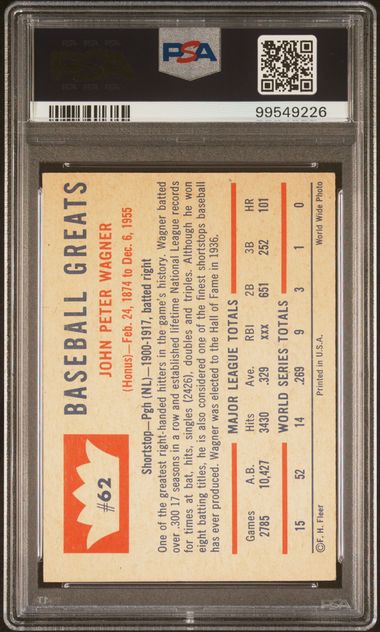 PSA
99549226
#62
BASEBALL GREATS
JOHN PETER WAGNER
(Honus)—Feb. 24, 1874 to Dec. 6, 1955
Shortstop—Pgh (NL)—1900-1917, batted right
One of the greatest right-handed hitters in the game's history. Wagner batted
over .300 17 seasons in a row and established lifetime National League records
for times at bat, hits, singles (2426), doubles and triples. Although he won
eight batting titles, he is also considered one of the finest shortstops baseball
has ever produced. Wagner was elected to the Hall of Fame in 1936.
MAJOR LEAGUE TOTALS
Games A.B. Hits Ave. RBI 2B 3B HR
2785 10,427 3430 .329 xxx 651 252 101
WORLD SERIES TOTALS
15 52 14 .269 9 3 1 0
©F. H. Fleer Printed in U.S.A. World Wide Photo